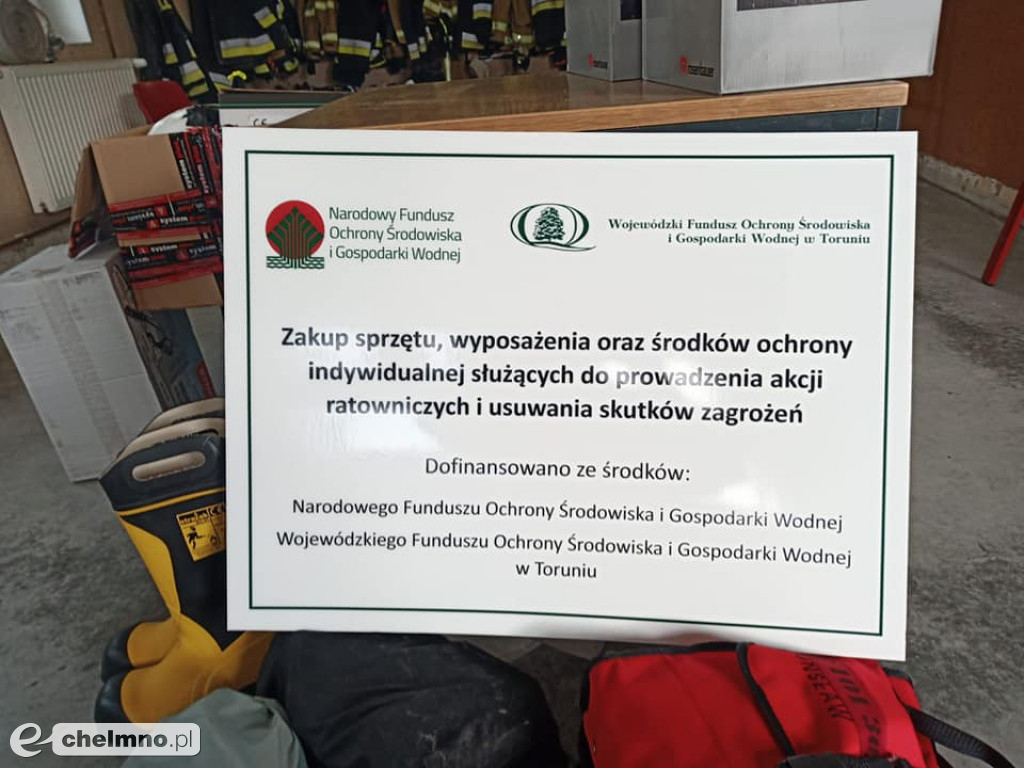 Narodowy Fundusz
Ochrony Środowiska
i Gospodarki Wodnej
Wojewódzki Fundusz Ochrony Środowiska
i Gospodarki Wodnej w Toruniu
Zakup sprzętu, wyposażenia oraz środków ochrony
indywidualnej służących do prowadzenia akcji
ratowniczych i usuwania skutków zagrożeń
Dofinansowano ze środków:
Narodowego Funduszu Ochrony Środowiska i Gospodarki Wodnej
Wojewódzkiego Funduszu Ochrony Środowiska i Gospodarki Wodnej
w Toruniu
CE
system
e-chelmno.pl